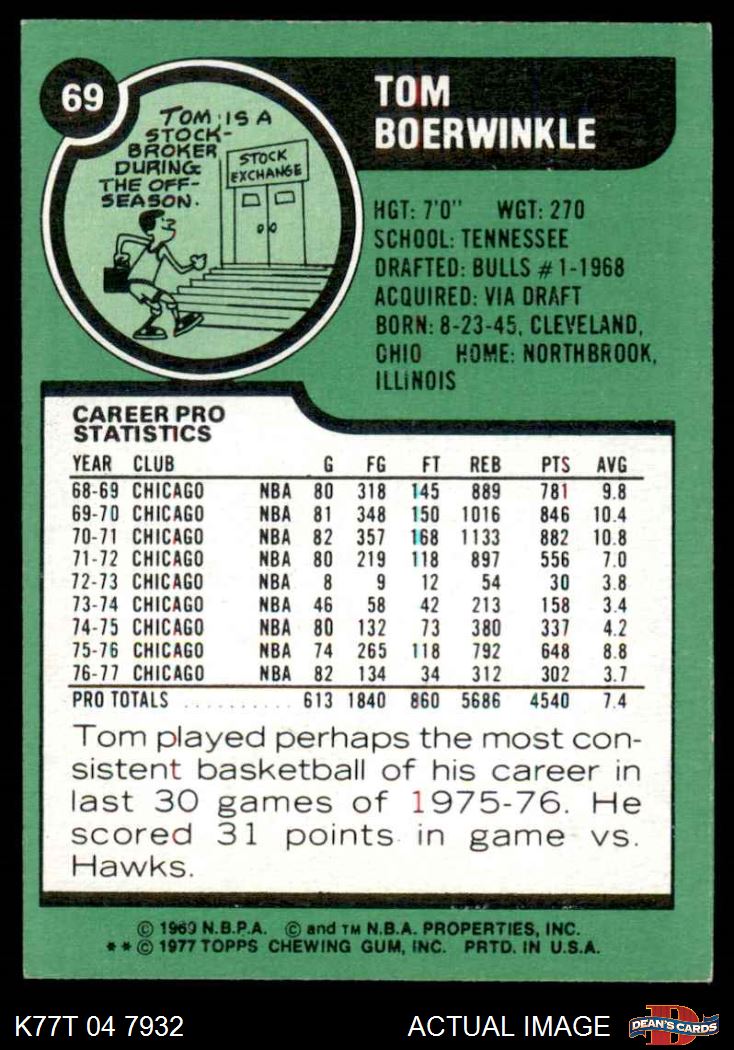 69
TOM
BOERWINKLE
TOM IS A
STOCK-
BROKER
DURING
THE OFF-
SEASON.
STOCK
EXCHANGE
HGT: 7'0" WGT: 270
SCHOOL: TENNESSEE
DRAFTED: BULLS #1-1968
ACQUIRED: VIA DRAFT
BORN: 8-23-45, CLEVELAND,
OHIO HOME: NORTHBROOK,
ILLINOIS
CAREER PRO
STATISTICS
YEAR CLUB G FG FT REB PTS AVG
68-69 CHICAGO NBA 80 318 145 889 781 9.8
69-70 CHICAGO NBA 81 348 150 1016 846 10.4
70-71 CHICAGO NBA 82 357 168 1133 882 10.8
71-72 CHICAGO NBA 80 219 118 897 556 7.0
72-73 CHICAGO NBA 8 9 12 54 30 3.8
73-74 CHICAGO NBA 46 58 42 213 158 3.4
74-75 CHICAGO NBA 80 132 73 380 337 4.2
75-76 CHICAGO NBA 74 265 118 792 648 8.8
76-77 CHICAGO NBA 82 134 34 312 302 3.7
PRO TOTALS .......... 613 1840 860 5686 4540 7.4
Tom played perhaps the most con-
sistent basketball of his career in
last 30 games of 1975-76. He
scored 31 points in game vs.
Hawks.
© 1969 N.B.P.A. © and TM N.B.A. PROPERTIES, INC.
**© 1977 TOPPS CHEWING GUM, INC. PRTD. IN U.S.A.
K77T 04 7932 ACTUAL IMAGE
D
DEAN'S CARDS